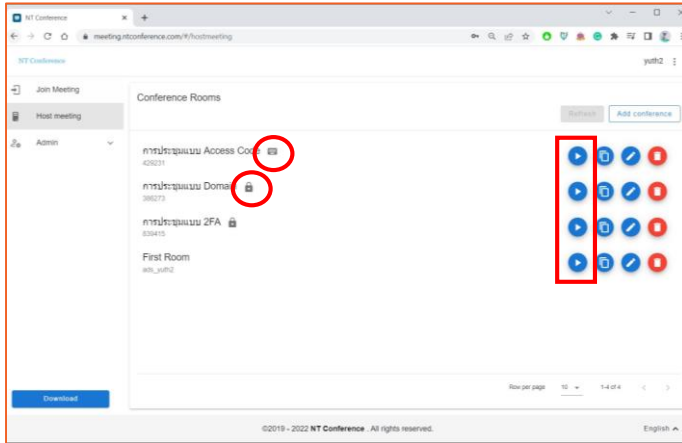 NT Conference
meeting.ntconference.com/#/hostmeeting
NT Conference
yuth2
Join Meeting
Host meeting
Admin
Conference Rooms
Refresh
Add conference
การประชุมแบบ Access Code
429231
การประชุมแบบ Domain
386273
การประชุมแบบ 2FA
839415
First Room
ads_yuth2
Row per page 10 1-4 of 4
Download
©2019 - 2022 NT Conference . All rights reserved.
English